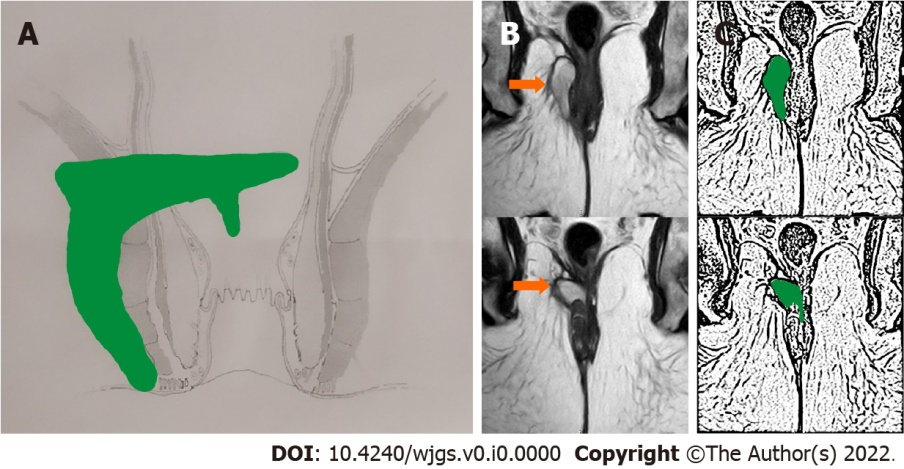 A
B
C
DOI: 10.4240/wjgs.v0.i0.0000 Copyright ©The Author(s) 2022.